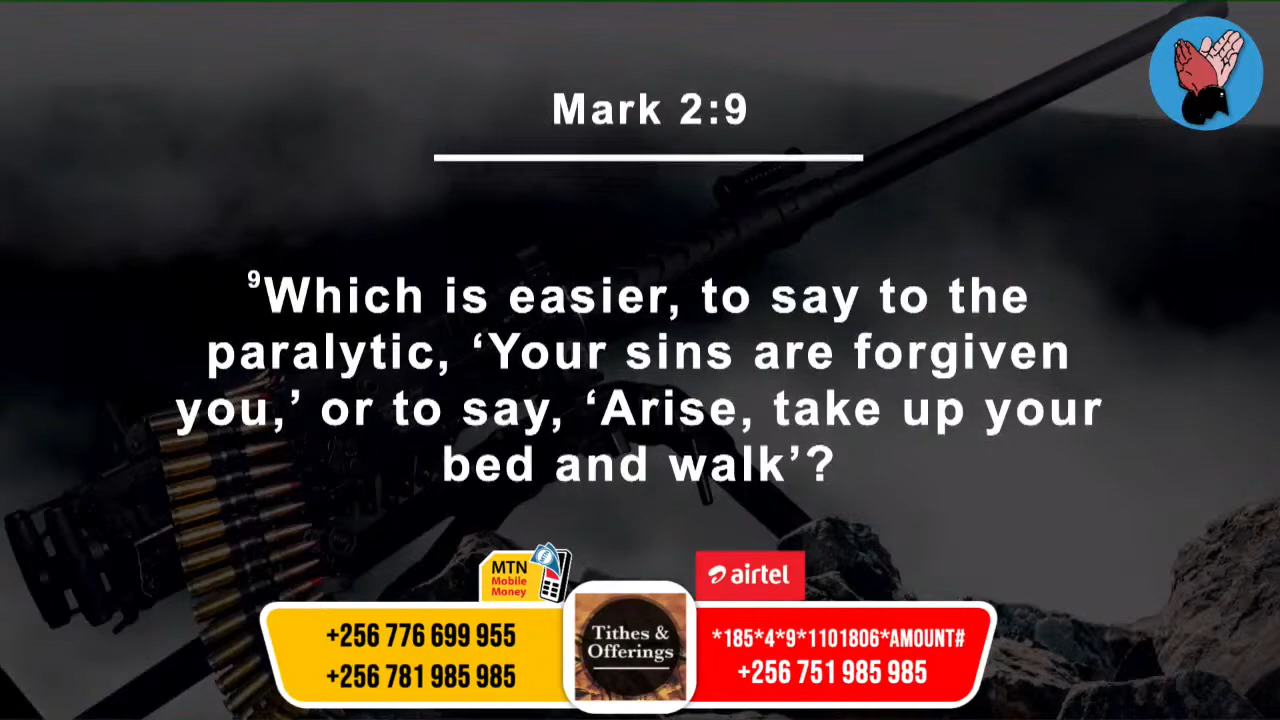 Mark 2:9
⁹Which is easier, to say to the
paralytic, ‘Your sins are forgiven
you,’ or to say, ‘Arise, take up your
bed and walk’?
MTN
Mobile
Money
airtel
+256 776 699 955
+256 781 985 985
Tithes &
Offerings
*185*4*9*1101806*AMOUNT#
+256 751 985 985